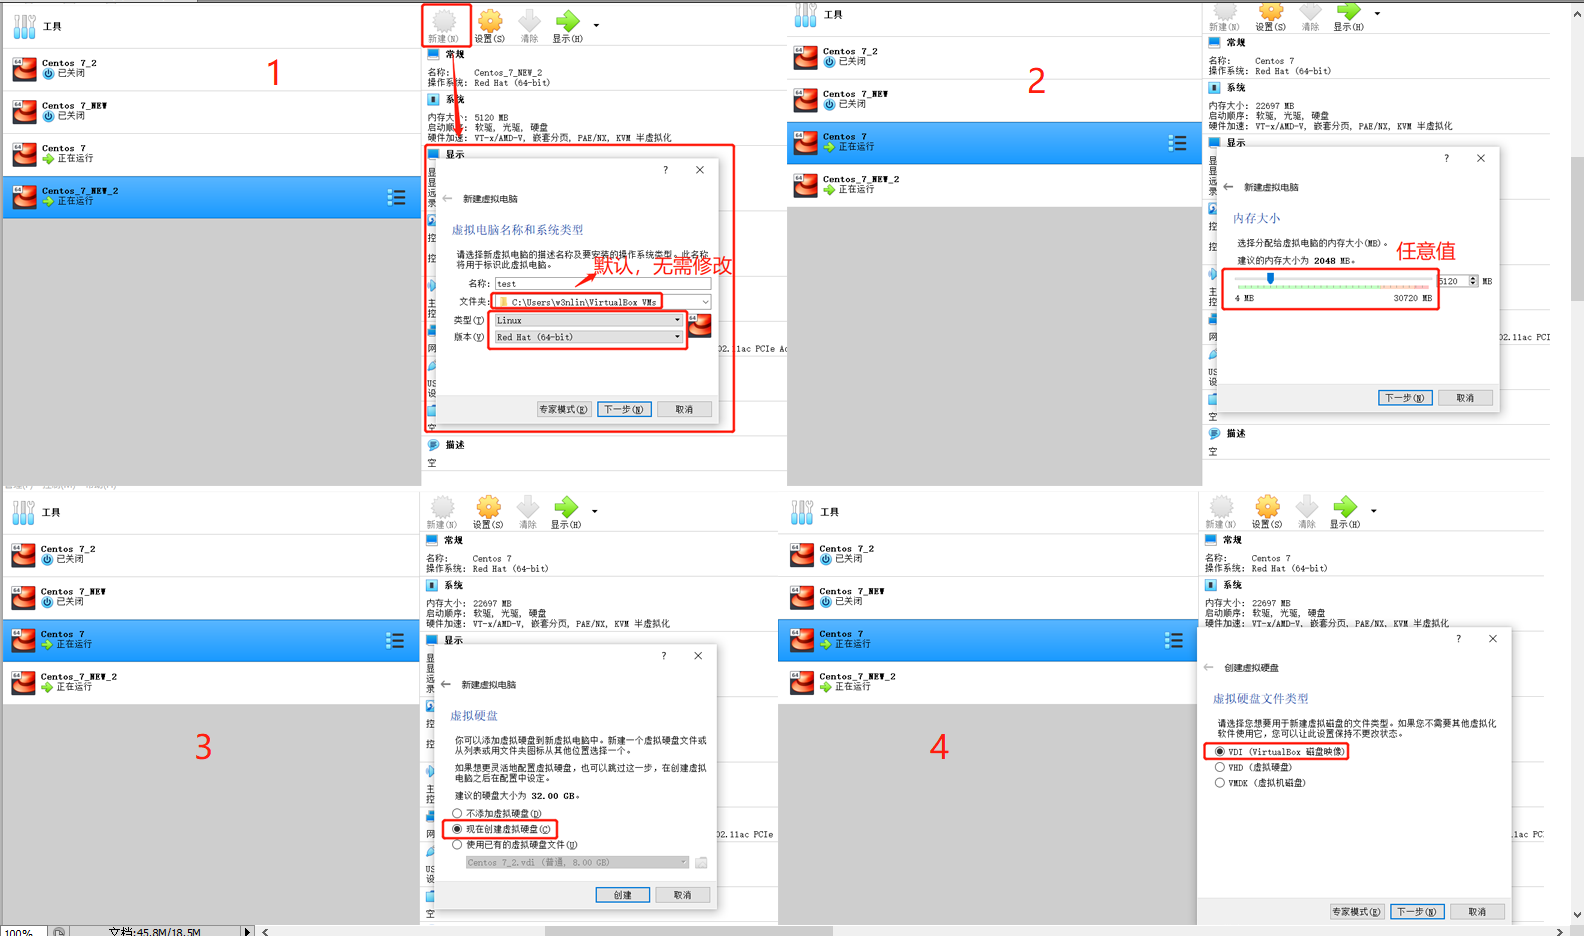 工具
Centos 7_2
已关闭
Centos 7_NEW
已关闭
Centos 7
正在运行
Centos_7_NEW_2
正在运行
1
新建(N) 设置(S) 清除 显示(H)
常规
名称: Centos_7_NEW_2
操作系统: Red Hat (64-bit)
系统
内存大小: 5120 MB
启动顺序: 软驱, 光驱, 硬盘
硬件加速: VT-x/AMD-V, 嵌套分页, PAE/NX, KVM 半虚拟化
显示
? ×
新建虚拟电脑
虚拟电脑名称和系统类型
请选择新虚拟电脑的描述名称及要安装的操作系统类型。此名称
将用于标识此虚拟电脑。
默认，无需修改
名称: test
文件夹: C:\Users\w3nlin\VirtualBox VMs
类型(T) Linux
版本(V) Red Hat (64-bit)
02.11ac PCIe Ad
专家模式(E) 下一步(N) 取消
描述
空
工具
Centos 7_2
已关闭
Centos 7_NEW
已关闭
Centos 7
正在运行
Centos_7_NEW_2
正在运行
2
新建(N) 设置(S) 清除 显示(H)
常规
名称: Centos 7
操作系统: Red Hat (64-bit)
系统
内存大小: 22697 MB
启动顺序: 软驱, 光驱, 硬盘
硬件加速: VT-x/AMD-V, 嵌套分页, PAE/NX, KVM 半虚拟化
显示
? ×
新建虚拟电脑
内存大小
选择分配给虚拟电脑的内存大小(MB)。
任意值
建议的内存大小为 2048 MB。
5120 MB
4 MB 30720 MB
02.11ac PCIe
下一步(N) 取消
描述
空
工具
Centos 7_2
已关闭
Centos 7_NEW
已关闭
Centos 7
正在运行
Centos_7_NEW_2
正在运行
3
新建(N) 设置(S) 清除 显示(H)
常规
名称: Centos 7
操作系统: Red Hat (64-bit)
系统
内存大小: 22697 MB
启动顺序: 软驱, 光驱, 硬盘
硬件加速: VT-x/AMD-V, 嵌套分页, PAE/NX, KVM 半虚拟化
显示
? ×
新建虚拟电脑
虚拟硬盘
你可以添加虚拟硬盘到新虚拟电脑中。新建一个虚拟硬盘文件或
从列表或用文件夹图标从其他位置选择一个。
如果想更灵活地配置虚拟硬盘，也可以跳过这一步，在创建虚拟
电脑之后在配置中设定。
建议的硬盘大小为 32.00 GB。
不添加虚拟硬盘(D)
现在创建虚拟硬盘(C)
使用已有的虚拟硬盘文件(U)
Centos 7_2.vdi (普通, 8.00 GB)
02.11ac PCIe
创建 取消
空
工具
Centos 7_2
已关闭
Centos 7_NEW
已关闭
Centos 7
正在运行
Centos_7_NEW_2
正在运行
4
新建(N) 设置(S) 清除 显示(H)
常规
名称: Centos 7
操作系统: Red Hat (64-bit)
系统
内存大小: 22697 MB
启动顺序: 软驱, 光驱, 硬盘
硬件加速: VT-x/AMD-V, 嵌套分页, PAE/NX, KVM 半虚拟化
? ×
创建虚拟硬盘
虚拟硬盘文件类型
请选择您想要用于新建虚拟磁盘的文件类型。如果您不需要其他虚拟化
软件使用它，您可以让此设置保持不更改状态。
VDI (VirtualBox 磁盘映像)
VHD (虚拟硬盘)
VMDK (虚拟机磁盘)
专家模式(E) 下一步(N) 取消
100% 文档:45.8M/18.5M